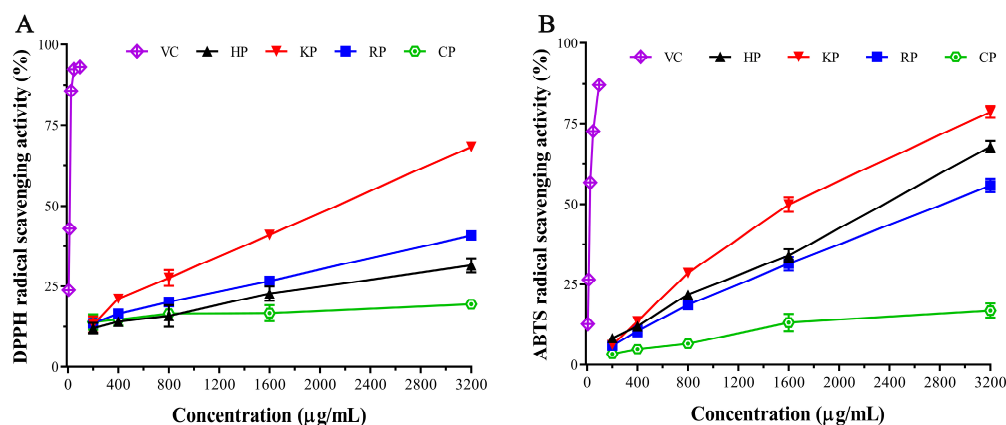 A
VC HP KP RP CP
DPPH radical scavenging activity (%)
100
75
50
25
0
0 400 800 1200 1600 2000 2400 2800 3200
Concentration (μg/mL)
B
VC HP KP RP CP
ABTS radical scavenging activity (%)
100
75
50
25
0
0 400 800 1200 1600 2000 2400 2800 3200
Concentration (μg/mL)